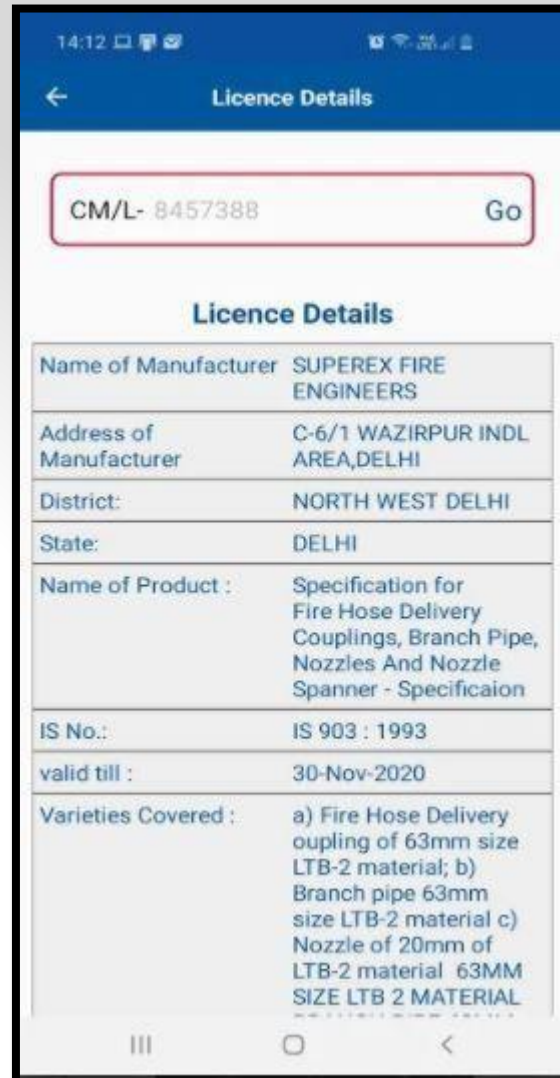 14:12
Licence Details
CM/L- 8457388 Go
Licence Details
Name of Manufacturer SUPEREX FIRE
ENGINEERS
Address of C-6/1 WAZIRPUR INDL
Manufacturer AREA,DELHI
District: NORTH WEST DELHI
State: DELHI
Name of Product : Specification for
Fire Hose Delivery
Couplings, Branch Pipe,
Nozzles And Nozzle
Spanner - Specificaion
IS No.: IS 903 : 1993
valid till : 30-Nov-2020
Varieties Covered : a) Fire Hose Delivery
oupling of 63mm size
LTB-2 material; b)
Branch pipe 63mm
size LTB-2 material c)
Nozzle of 20mm of
LTB-2 material 63MM
SIZE LTB 2 MATERIAL